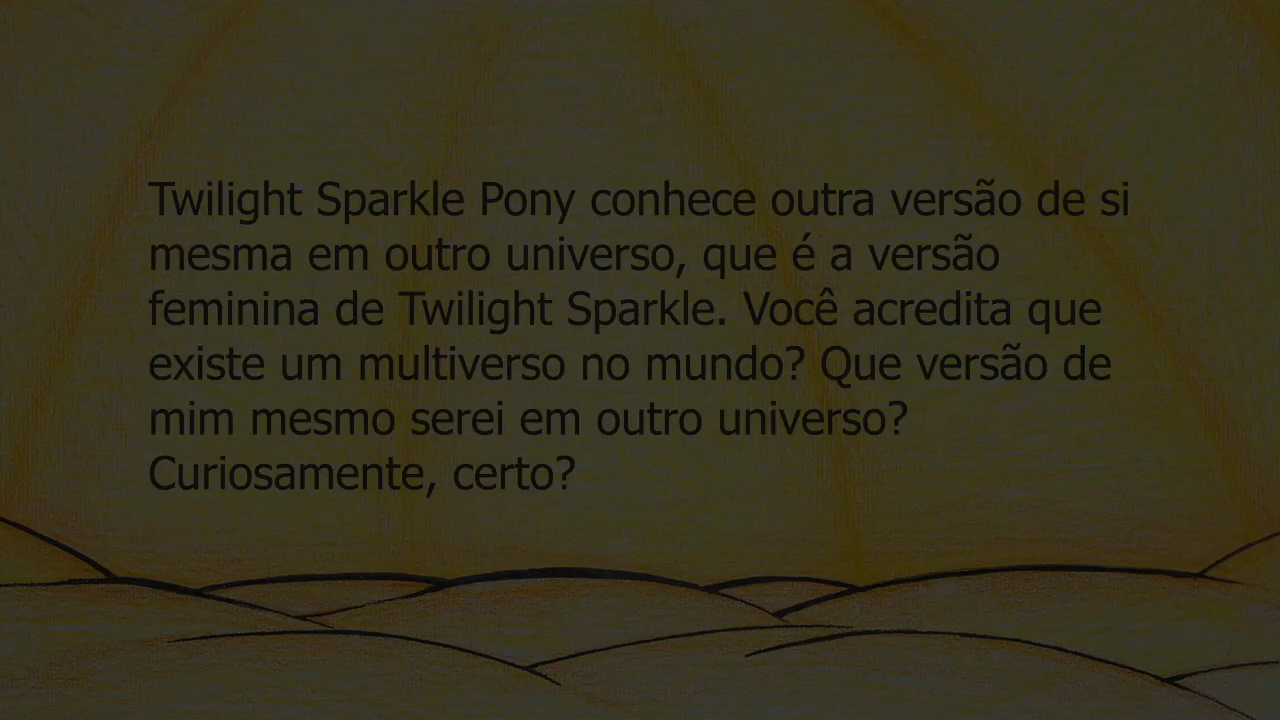 Twilight Sparkle Pony conhece outra versão de si
mesma em outro universo, que é a versão
feminina de Twilight Sparkle. Você acredita que
existe um multiverso no mundo? Que versão de
mim mesmo serei em outro universo?
Curiosamente, certo?